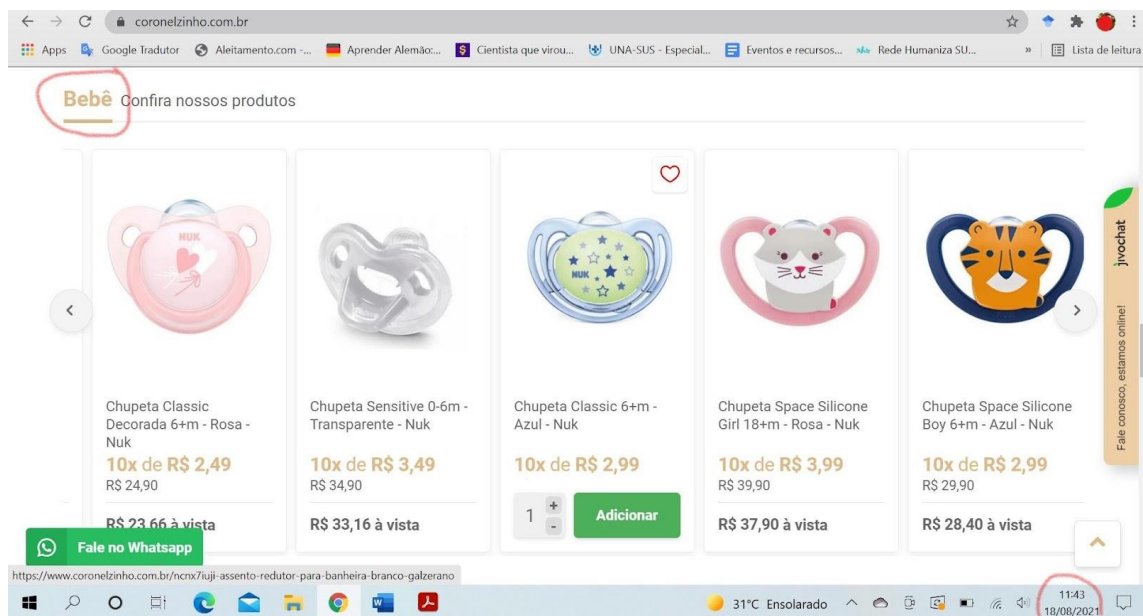 coronelzinho.com.br
Apps Google Tradutor Aleitamento.com -... Aprender Alemão:... Cientista que virou... UNA-SUS - Especial... Eventos e recursos... Rede Humaniza SU... » Lista de leitura
Bebê Confira nossos produtos
NUK
NUK
Chupeta Classic
Decorada 6+m - Rosa -
Nuk
10x de R$ 2,49
R$ 24,90
R$ 23,66 à vista
Chupeta Sensitive 0-6m -
Transparente - Nuk
10x de R$ 3,49
R$ 34,90
R$ 33,16 à vista
Chupeta Classic 6+m -
Azul - Nuk
10x de R$ 2,99
1 + -
Adicionar
Chupeta Space Silicone
Girl 18+m - Rosa - Nuk
10x de R$ 3,99
R$ 39,90
R$ 37,90 à vista
Chupeta Space Silicone
Boy 6+m - Azul - Nuk
10x de R$ 2,99
R$ 29,90
R$ 28,40 à vista
Fale conosco, estamos online! jivochat
Fale no Whatsapp
https://www.coronelzinho.com.br/ncnx7iuji-assento-redutor-para-banheira-branco-galzerano
31°C Ensolarado
11:43
18/08/2021